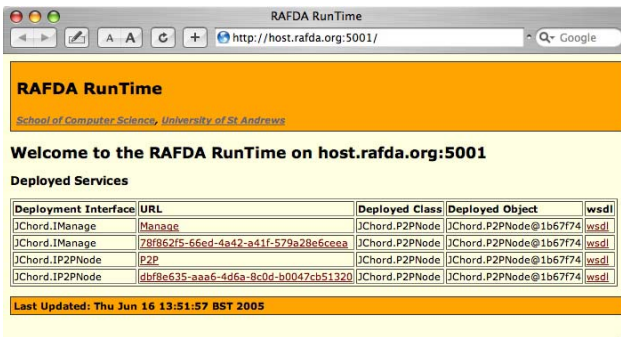 RAFDA RunTime
A A C + http://host.rafda.org:5001/ Q Google
RAFDA RunTime
School of Computer Science, University of St Andrews
Welcome to the RAFDA RunTime on host.rafda.org:5001
Deployed Services
Deployment Interface URL Deployed Class Deployed Object wsdl
JChord.IManage Manage JChord.P2PNode JChord.P2PNode@1b67f74 wsdl
JChord.IManage 78f862f5-66ed-4a42-a41f-579a28e6ceea JChord.P2PNode JChord.P2PNode@1b67f74 wsdl
JChord.IP2PNode P2P JChord.P2PNode JChord.P2PNode@1b67f74 wsdl
JChord.IP2PNode dbf8e635-aaa6-4d6a-8c0d-b0047cb51320 JChord.P2PNode JChord.P2PNode@1b67f74 wsdl
Last Updated: Thu Jun 16 13:51:57 BST 2005